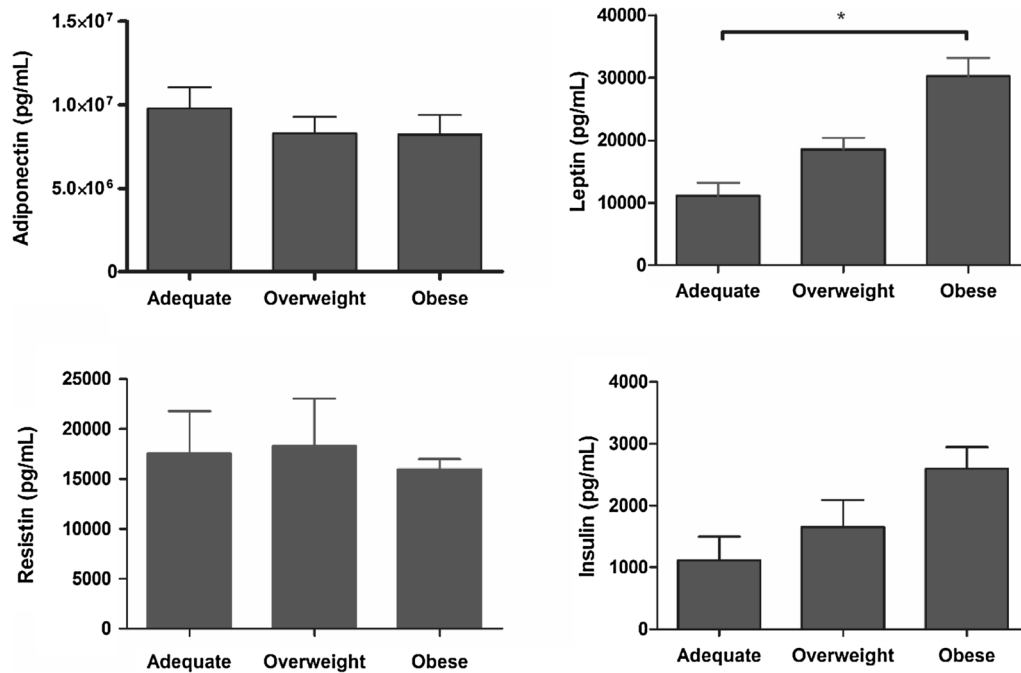 Adiponectin (pg/mL)
1.5×10⁷
1.0×10⁷
5.0×10⁶
0
Adequate Overweight Obese
Leptin (pg/mL)
40000
30000
20000
10000
0
*
Adequate Overweight Obese
Resistin (pg/mL)
25000
20000
15000
10000
5000
0
Adequate Overweight Obese
Insulin (pg/mL)
4000
3000
2000
1000
0
Adequate Overweight Obese